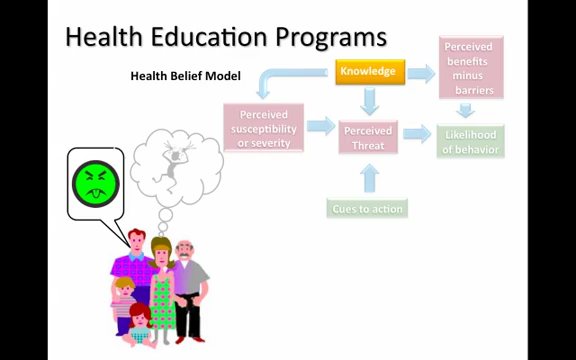 Health Education Programs
Health Belief Model
Knowledge
Perceived
benefits
minus
barriers
Perceived
susceptibility
or severity
Perceived
Threat
Likelihood
of behavior
Cues to action